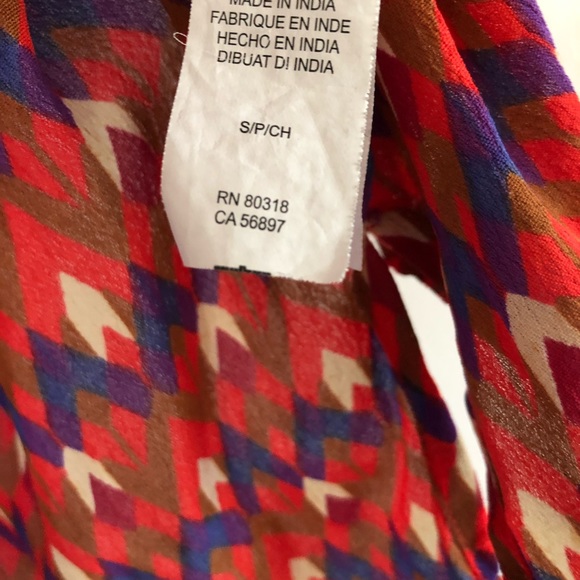 MADE IN INDIA
FABRIQUE EN INDE
HECHO EN INDIA
DIBUAT DI INDIA
S/P/CH
RN 80318
CA 56897